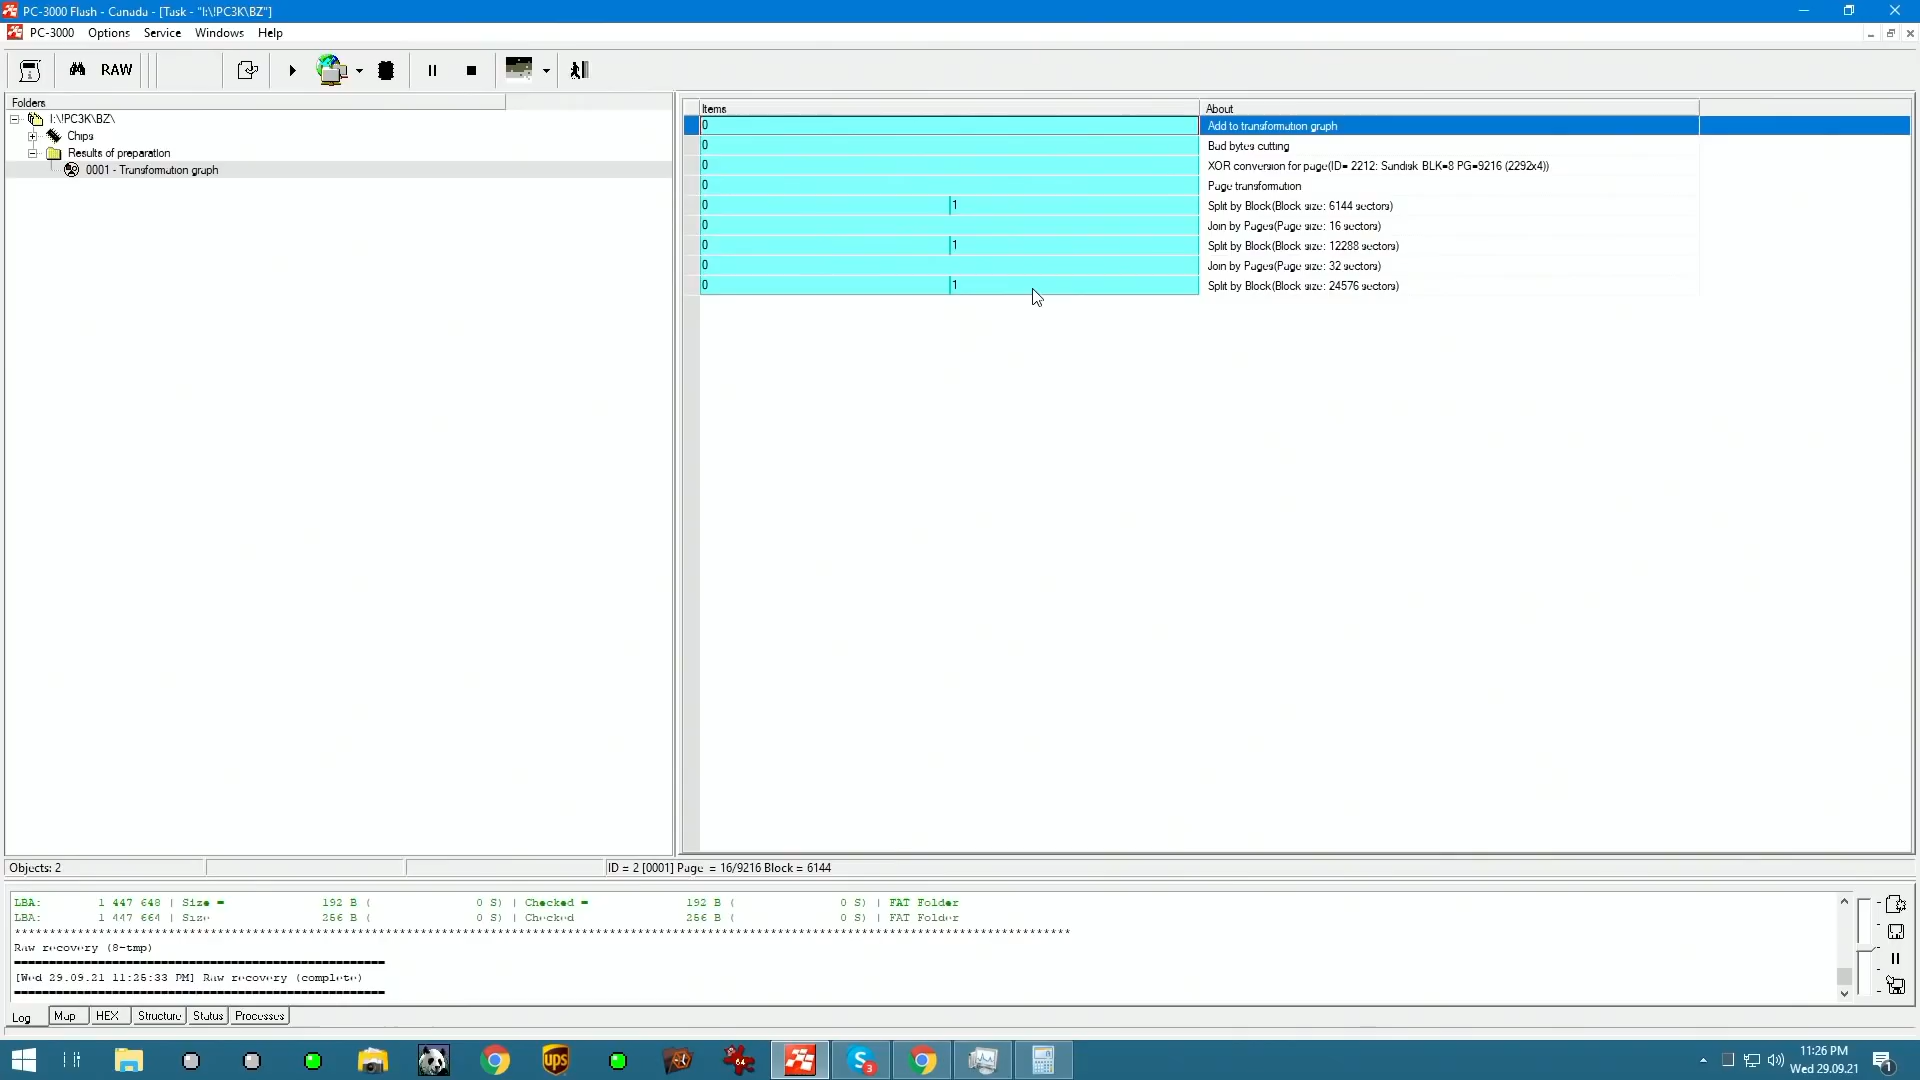 PC-3000 Flash - Canada - [Task - "I:\!PC3K\BZ"]
PC-3000 Options Service Windows Help
RAW
Folders
I:\!PC3K\BZ\
Chips
Results of preparation
0001 - Transformation graph
Items About
0 Add to transformation graph
0 Bad bytes cutting
0 XOR conversion for page(ID= 2212: Sandisk BLK=8 PG=9216 (2292x4))
0 Page transformation
0 1 Split by Block(Block size: 6144 sectors)
0 Join by Pages(Page size: 16 sectors)
0 1 Split by Block(Block size: 12288 sectors)
0 Join by Pages(Page size: 32 sectors)
0 1 Split by Block(Block size: 24576 sectors)
Objects: 2 ID = 2 [0001] Page = 16/9216 Block = 6144
LBA: 1 447 648 | Size = 192 B ( 0 S) | Checked = 192 B ( 0 S) | FAT Folder
LBA: 1 447 664 | Size 256 B ( 0 S) | Checked 256 B ( 0 S) | FAT Folder
Raw recovery (8-tmp)
[Wed 29.09.21 11:25:33 PM] Raw recovery (complete)
Log Map HEX Structure Status Processes
ups
64
S
3
11:26 PM
Wed 29.09.21
1